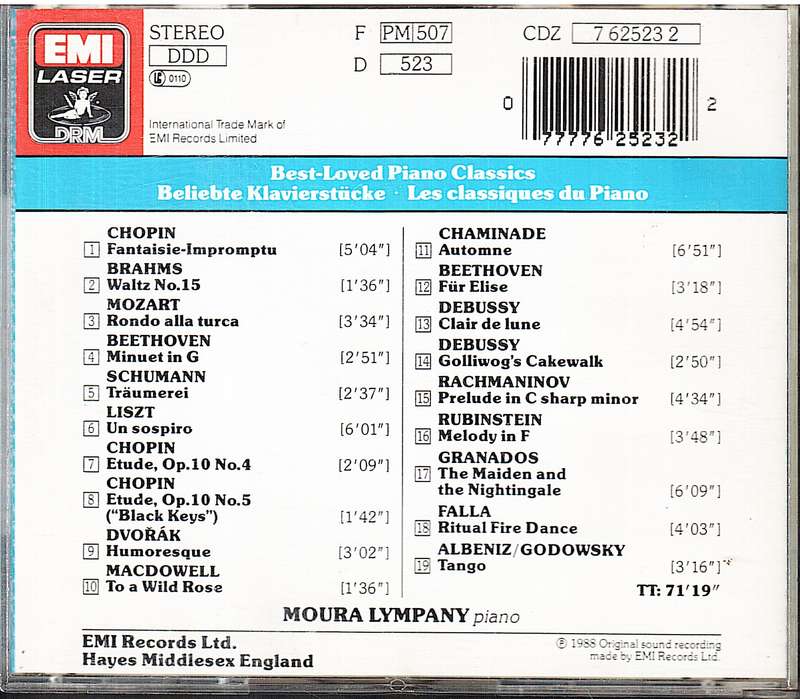 EMI
LASER
DRM
STEREO
DDD
LC 0110
International Trade Mark of
EMI Records Limited
F PM 507
D 523
CDZ 7 62523 2
0 77776 25232 2
Best-Loved Piano Classics
Beliebte Klavierstücke · Les classiques du Piano
CHOPIN
1 Fantaisie-Impromptu [5'04"]
BRAHMS
2 Waltz No.15 [1'36"]
MOZART
3 Rondo alla turca [3'34"]
BEETHOVEN
4 Minuet in G [2'51"]
SCHUMANN
5 Träumerei [2'37"]
LISZT
6 Un sospiro [6'01"]
CHOPIN
7 Etude, Op.10 No.4 [2'09"]
CHOPIN
8 Etude, Op.10 No.5
("Black Keys") [1'42"]
DVOŘÁK
9 Humoresque [3'02"]
MACDOWELL
10 To a Wild Rose [1'36"]
CHAMINADE
11 Automne [6'51"]
BEETHOVEN
12 Für Elise [3'18"]
DEBUSSY
13 Clair de lune [4'54"]
DEBUSSY
14 Golliwog's Cakewalk [2'50"]
RACHMANINOV
15 Prelude in C sharp minor [4'34"]
RUBINSTEIN
16 Melody in F [3'48"]
GRANADOS
17 The Maiden and
the Nightingale [6'09"]
FALLA
18 Ritual Fire Dance [4'03"]
ALBENIZ/GODOWSKY
19 Tango [3'16"]
TT: 71'19"
MOURA LYMPANY piano
EMI Records Ltd.
Hayes Middlesex England
℗ 1988 Original sound recording
made by EMI Records Ltd.